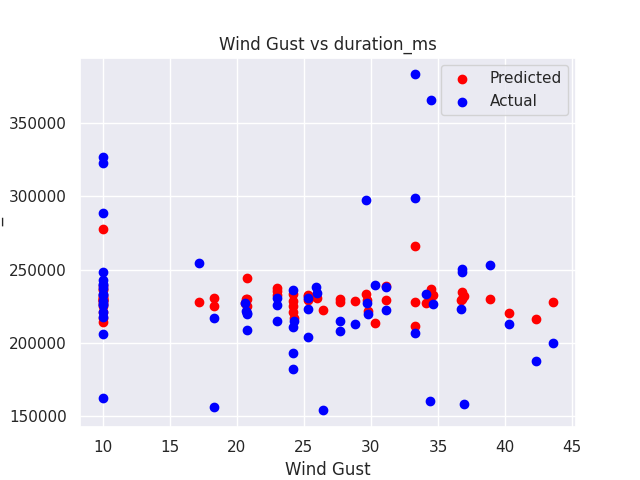 Wind Gust vs duration_ms
Predicted
Actual
350000
300000
250000
200000
150000
10 15 20 25 30 35 40 45
Wind Gust